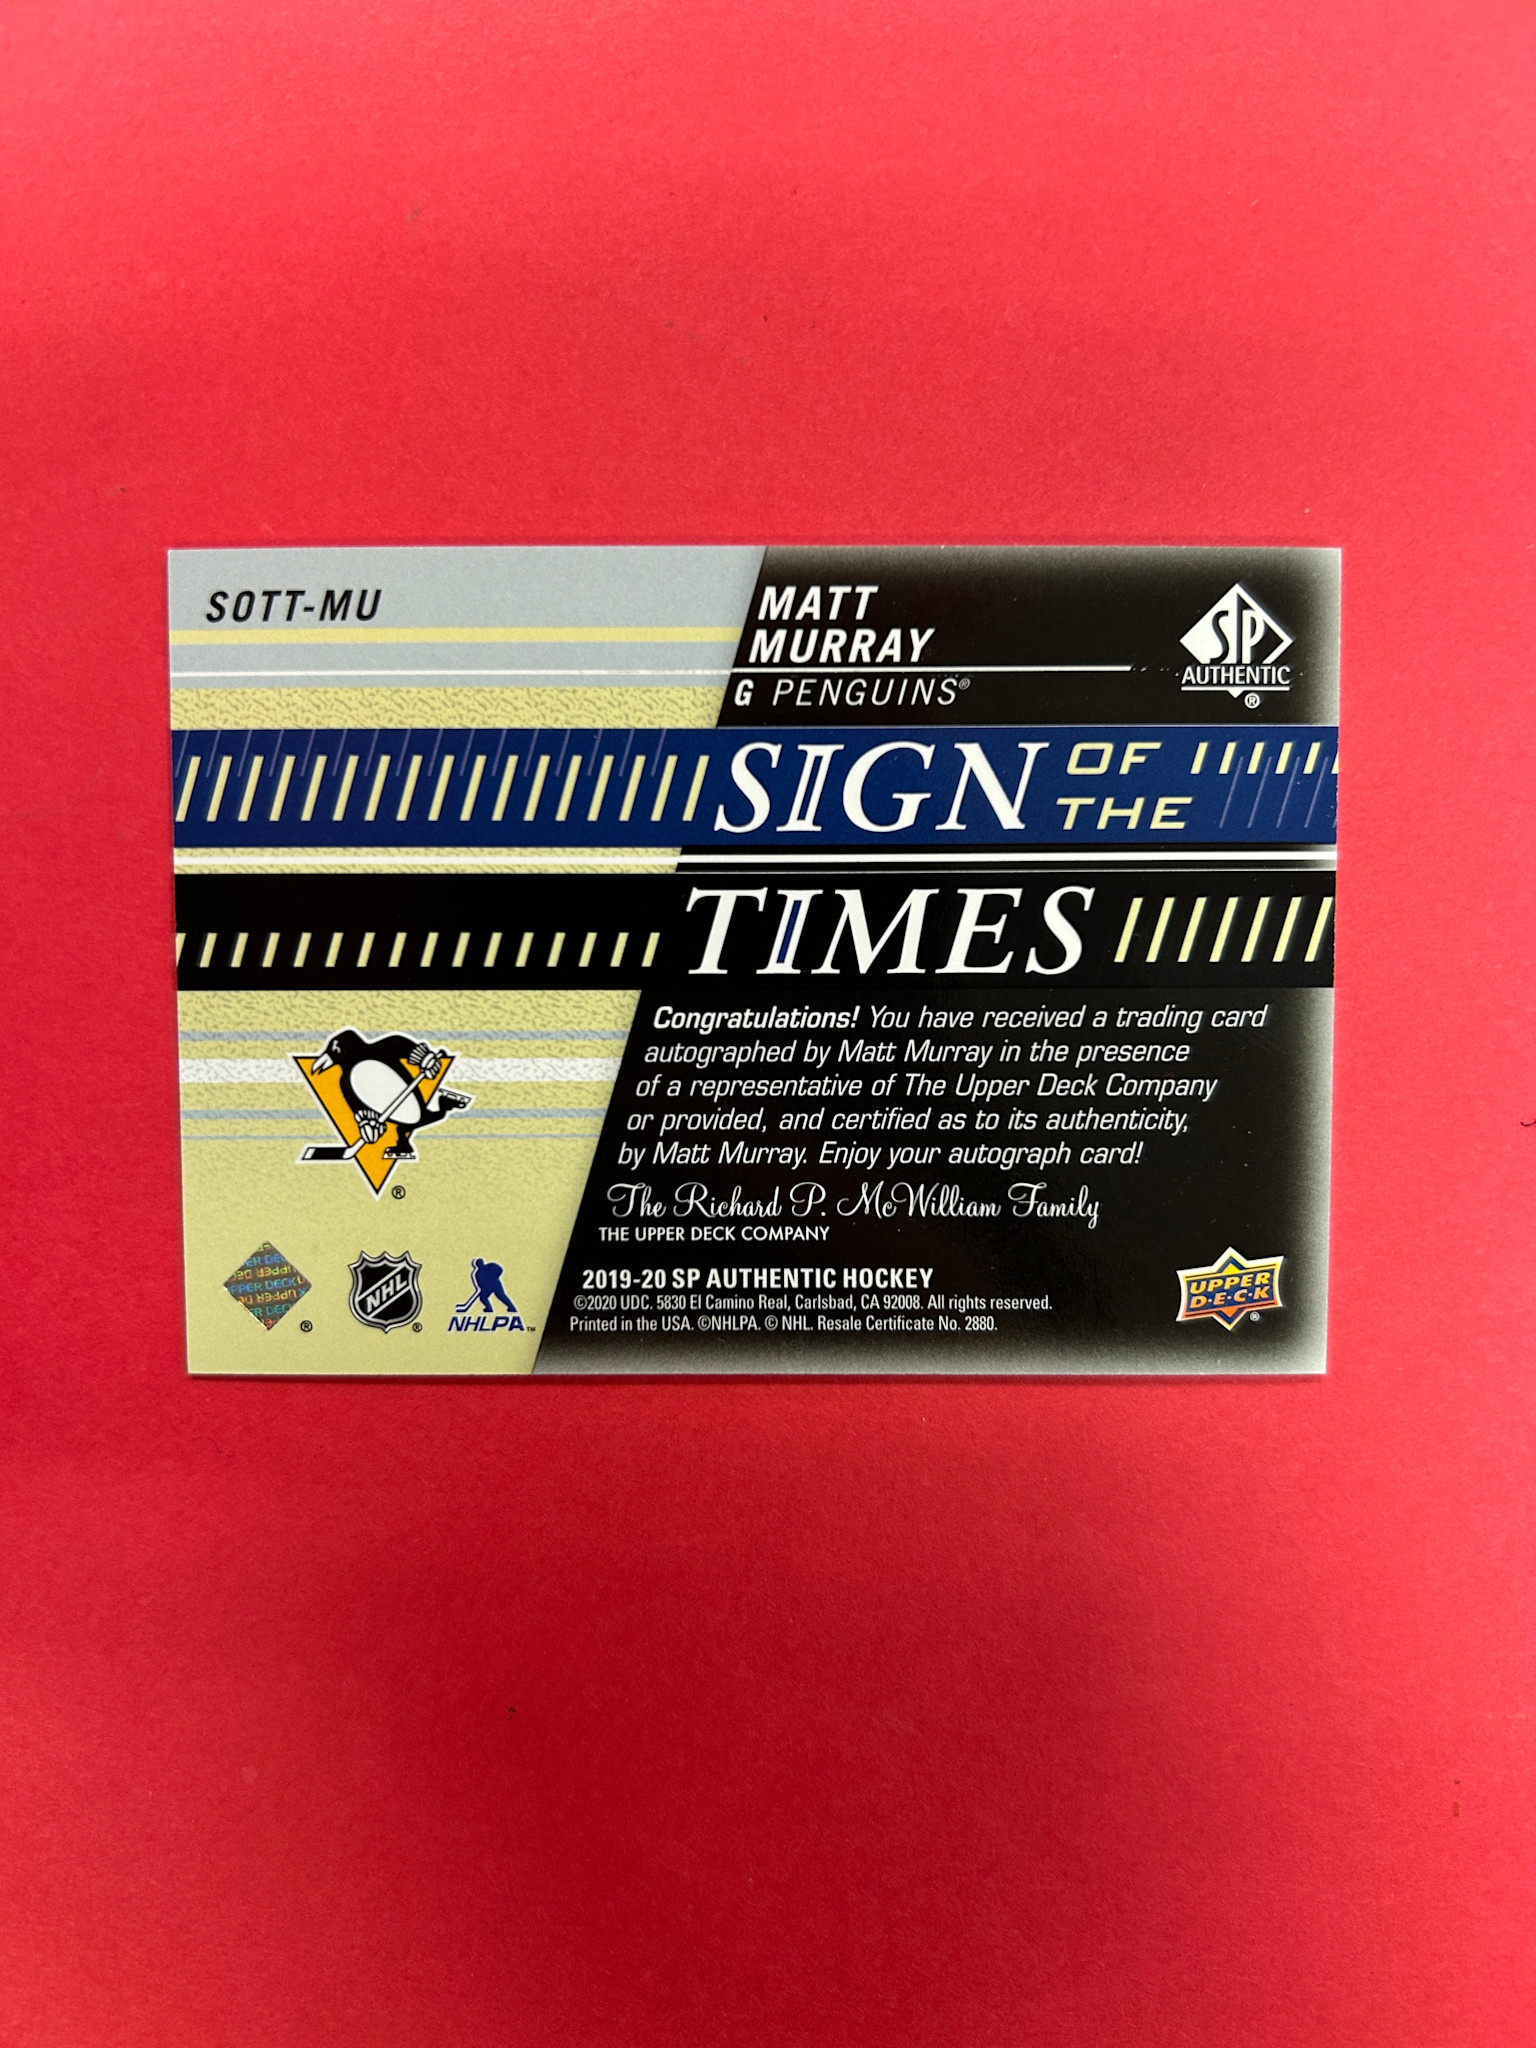 SOTT-MU
MATT
MURRAY
G PENGUINS®
SP
AUTHENTIC
®
SIGN OF THE
TIMES
Congratulations! You have received a trading card
autographed by Matt Murray in the presence
of a representative of The Upper Deck Company
or provided, and certified as to its authenticity,
by Matt Murray. Enjoy your autograph card!
The Richard P. McWilliam Family
THE UPPER DECK COMPANY
®
UPPER DECK
®
NHL
®
NHLPA™
2019-20 SP AUTHENTIC HOCKEY
©2020 UDC. 5830 El Camino Real, Carlsbad, CA 92008. All rights reserved.
Printed in the USA. ©NHLPA. © NHL. Resale Certificate No. 2880.
UPPER
D·E·C·K
®